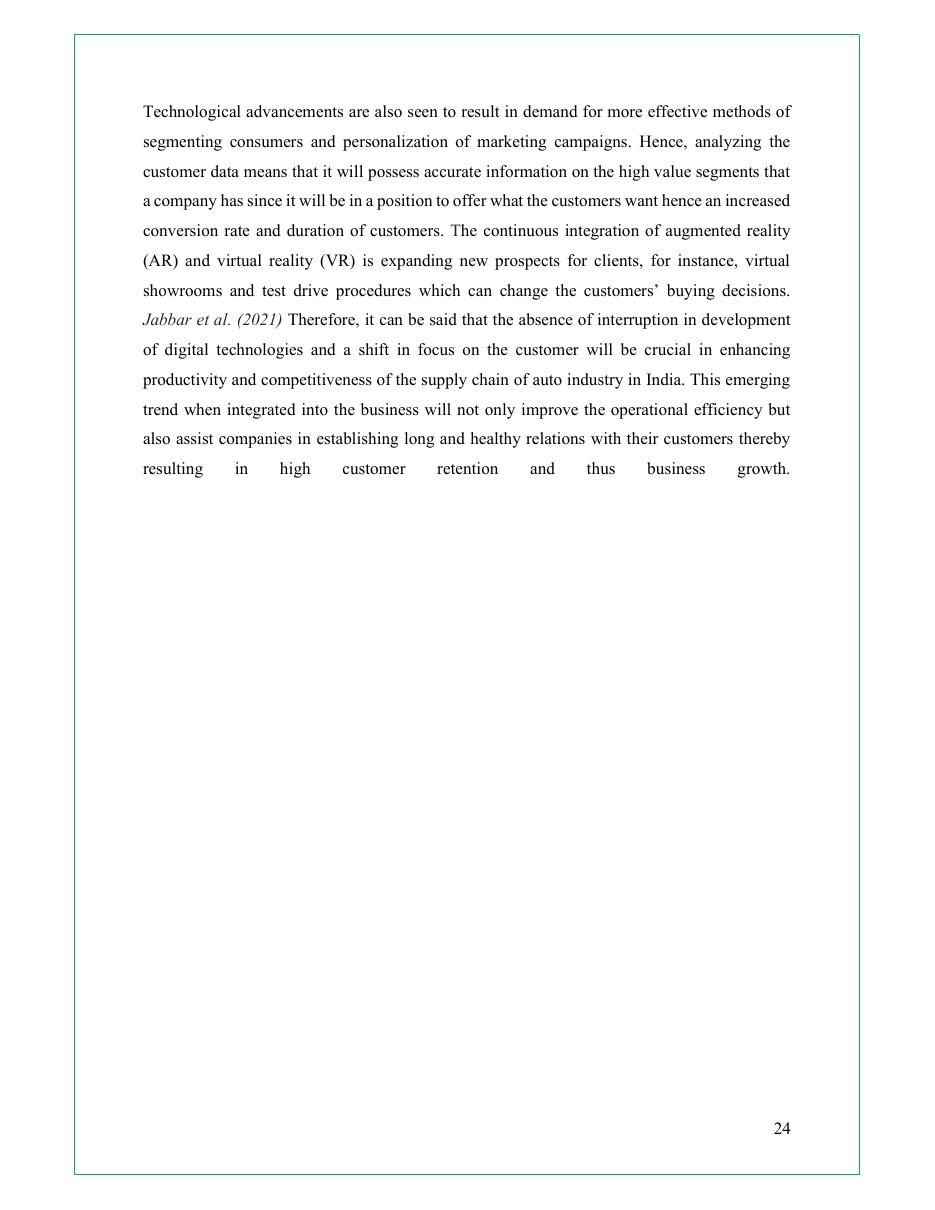 Technological advancements are also seen to result in demand for more effective methods of
segmenting consumers and personalization of marketing campaigns. Hence, analyzing the
customer data means that it will possess accurate information on the high value segments that
a company has since it will be in a position to offer what the customers want hence an increased
conversion rate and duration of customers. The continuous integration of augmented reality
(AR) and virtual reality (VR) is expanding new prospects for clients, for instance, virtual
showrooms and test drive procedures which can change the customers’ buying decisions.
Jabbar et al. (2021) Therefore, it can be said that the absence of interruption in development
of digital technologies and a shift in focus on the customer will be crucial in enhancing
productivity and competitiveness of the supply chain of auto industry in India. This emerging
trend when integrated into the business will not only improve the operational efficiency but
also assist companies in establishing long and healthy relations with their customers thereby
resulting in high customer retention and thus business growth.
24